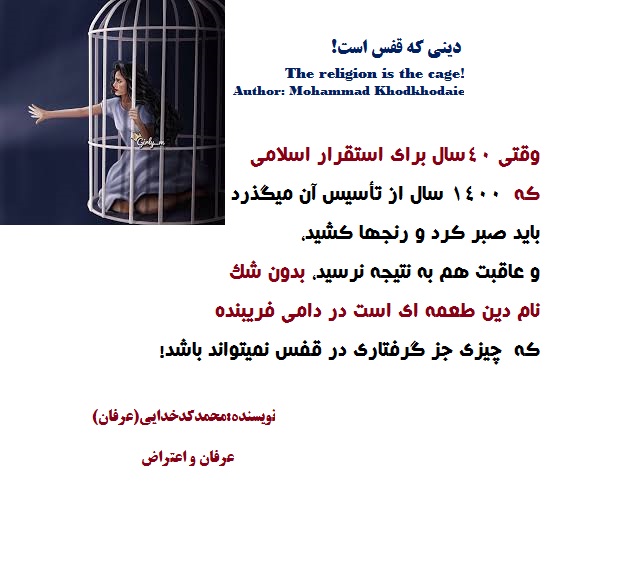 دینی که قفس است!
The religion is the cage!
Author: Mohammad Khodkhodaie
Girly_m
وقتی ٤٠سال برای استقرار اسلامی
که ١٤٠٠ سال از تأسیس آن میگذرد
باید صبر کرد و رنجها کشید،
و عاقبت هم به نتیجه نرسید، بدون شك
نام دین طعمه ای است در دامی فریبنده
که چیزی جز گرفتاری در قفس نمیتواند باشد!
نویسنده:محمدکدخدایی(عرفان)
عرفان و اعتراض